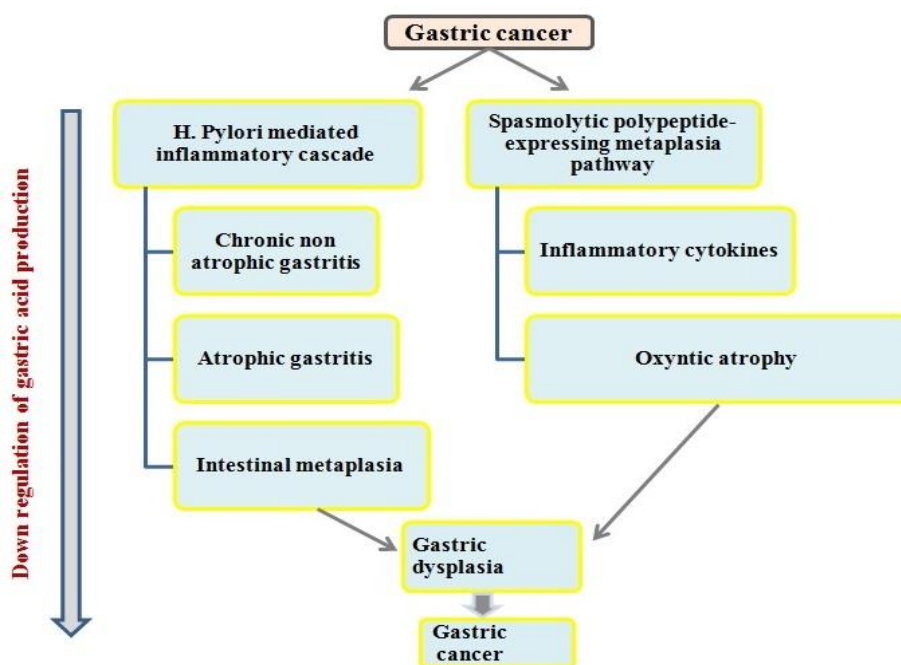 Gastric cancer
H. Pylori mediated
inflammatory cascade
Spasmolytic polypeptide-
expressing metaplasia
pathway
Chronic non
atrophic gastritis
Inflammatory cytokines
Atrophic gastritis
Oxyntic atrophy
Intestinal metaplasia
Gastric
dysplasia
Gastric
cancer
Down regulation of gastric acid production